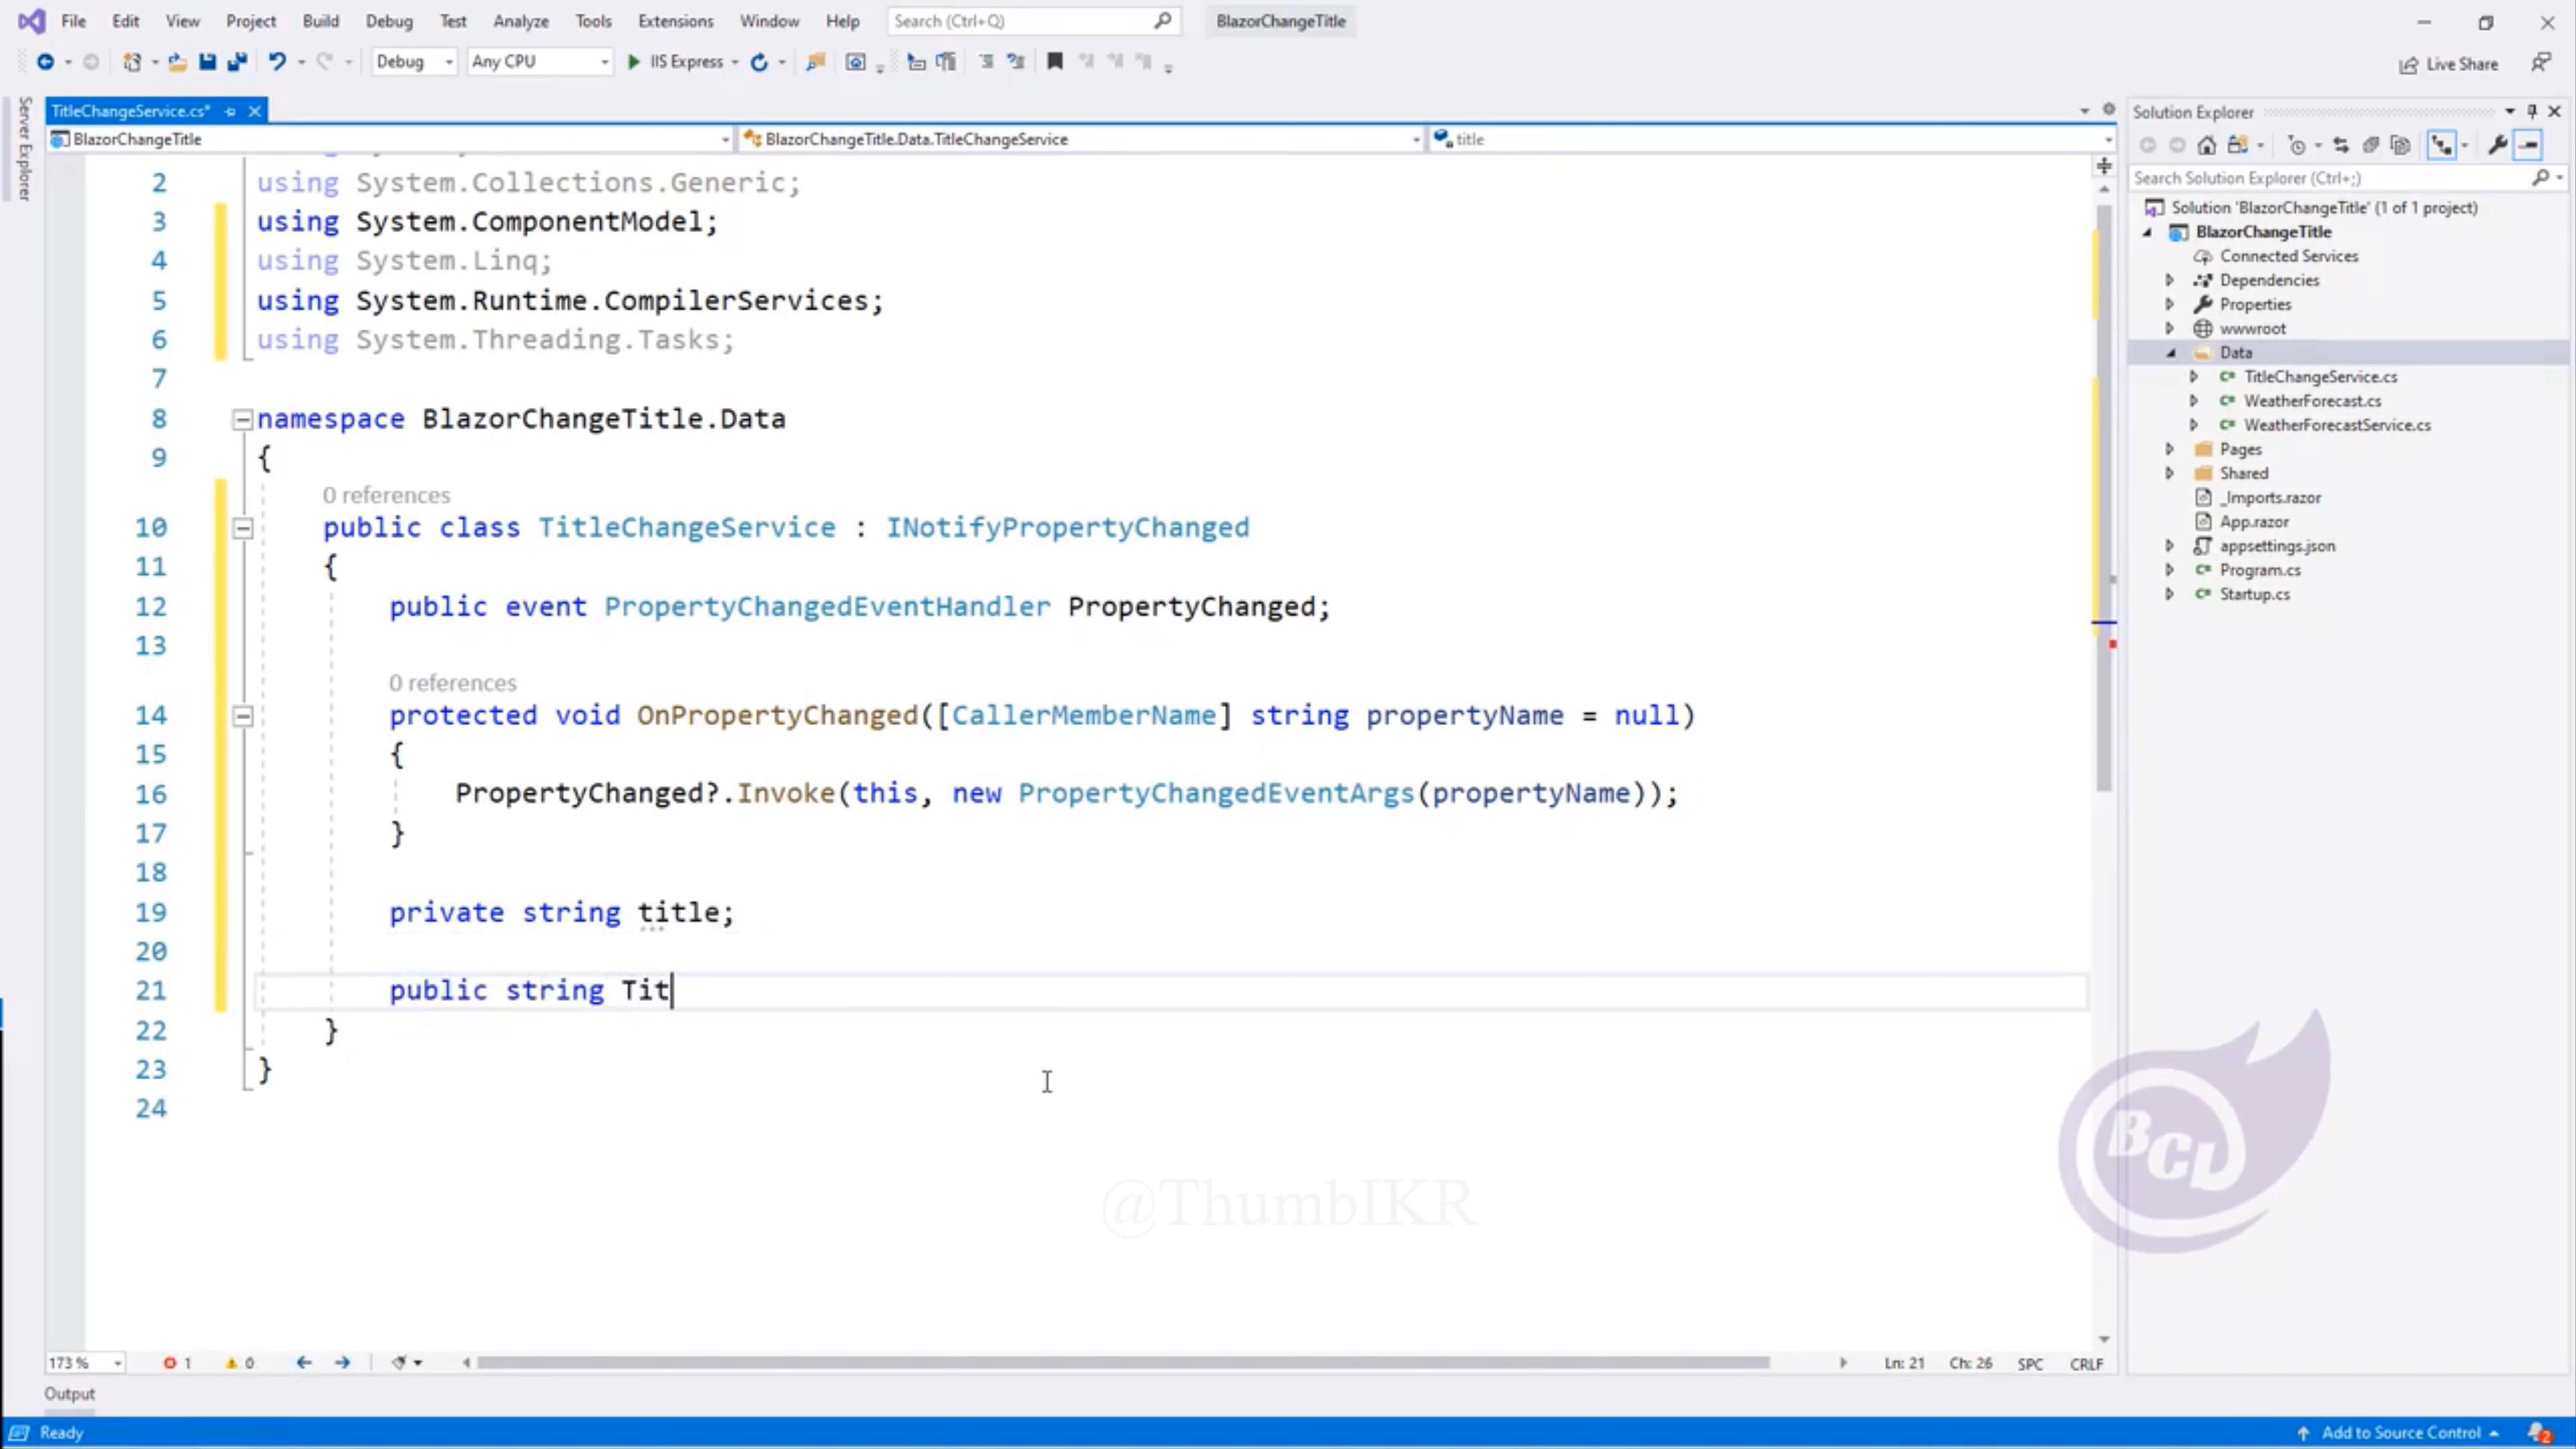 File Edit View Project Build Debug Test Analyze Tools Extensions Window Help Search (Ctrl+Q) BlazorChangeTitle
Debug Any CPU IIS Express Live Share
Server Explorer
TitleChangeService.cs*
BlazorChangeTitle BlazorChangeTitle.Data.TitleChangeService title
2 using System.Collections.Generic;
3 using System.ComponentModel;
4 using System.Linq;
5 using System.Runtime.CompilerServices;
6 using System.Threading.Tasks;
7
8 namespace BlazorChangeTitle.Data
9 {
0 references
10 public class TitleChangeService : INotifyPropertyChanged
11 {
12 public event PropertyChangedEventHandler PropertyChanged;
13
0 references
14 protected void OnPropertyChanged([CallerMemberName] string propertyName = null)
15 {
16 PropertyChanged?.Invoke(this, new PropertyChangedEventArgs(propertyName));
17 }
18
19 private string title;
20
21 public string Tit
22 }
23 }
24
Solution Explorer
Search Solution Explorer (Ctrl+;)
Solution 'BlazorChangeTitle' (1 of 1 project)
BlazorChangeTitle
Connected Services
Dependencies
Properties
wwwroot
Data
C# TitleChangeService.cs
C# WeatherForecast.cs
C# WeatherForecastService.cs
Pages
Shared
_Imports.razor
App.razor
appsettings.json
C# Program.cs
C# Startup.cs
BCL
@ThumbIKR
173 % 1 0 Ln: 21 Ch: 26 SPC CRLF
Output
Ready Add to Source Control 2